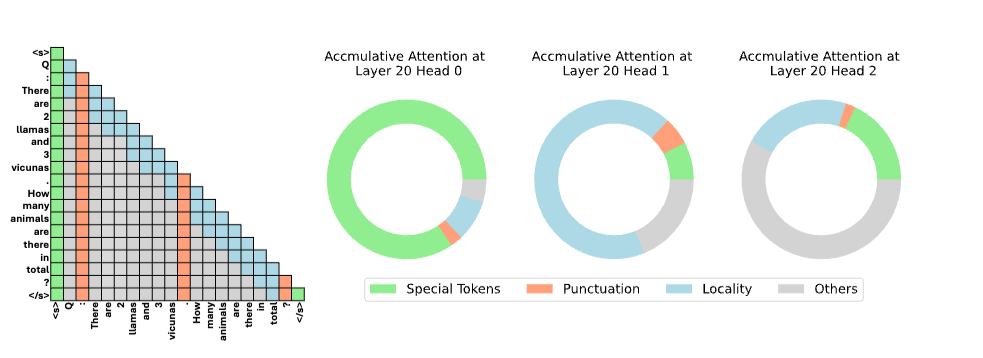 <s>
Q
:
There
are
2
llamas
and
3
vicunas
.
How
many
animals
are
there
in
total
?
</s>
<s>
Q
:
There
are
2
llamas
and
3
vicunas
.
How
many
animals
are
there
in
total
?
</s>
Accmulative Attention at
Layer 20 Head 0
Accmulative Attention at
Layer 20 Head 1
Accmulative Attention at
Layer 20 Head 2
Special Tokens
Punctuation
Locality
Others